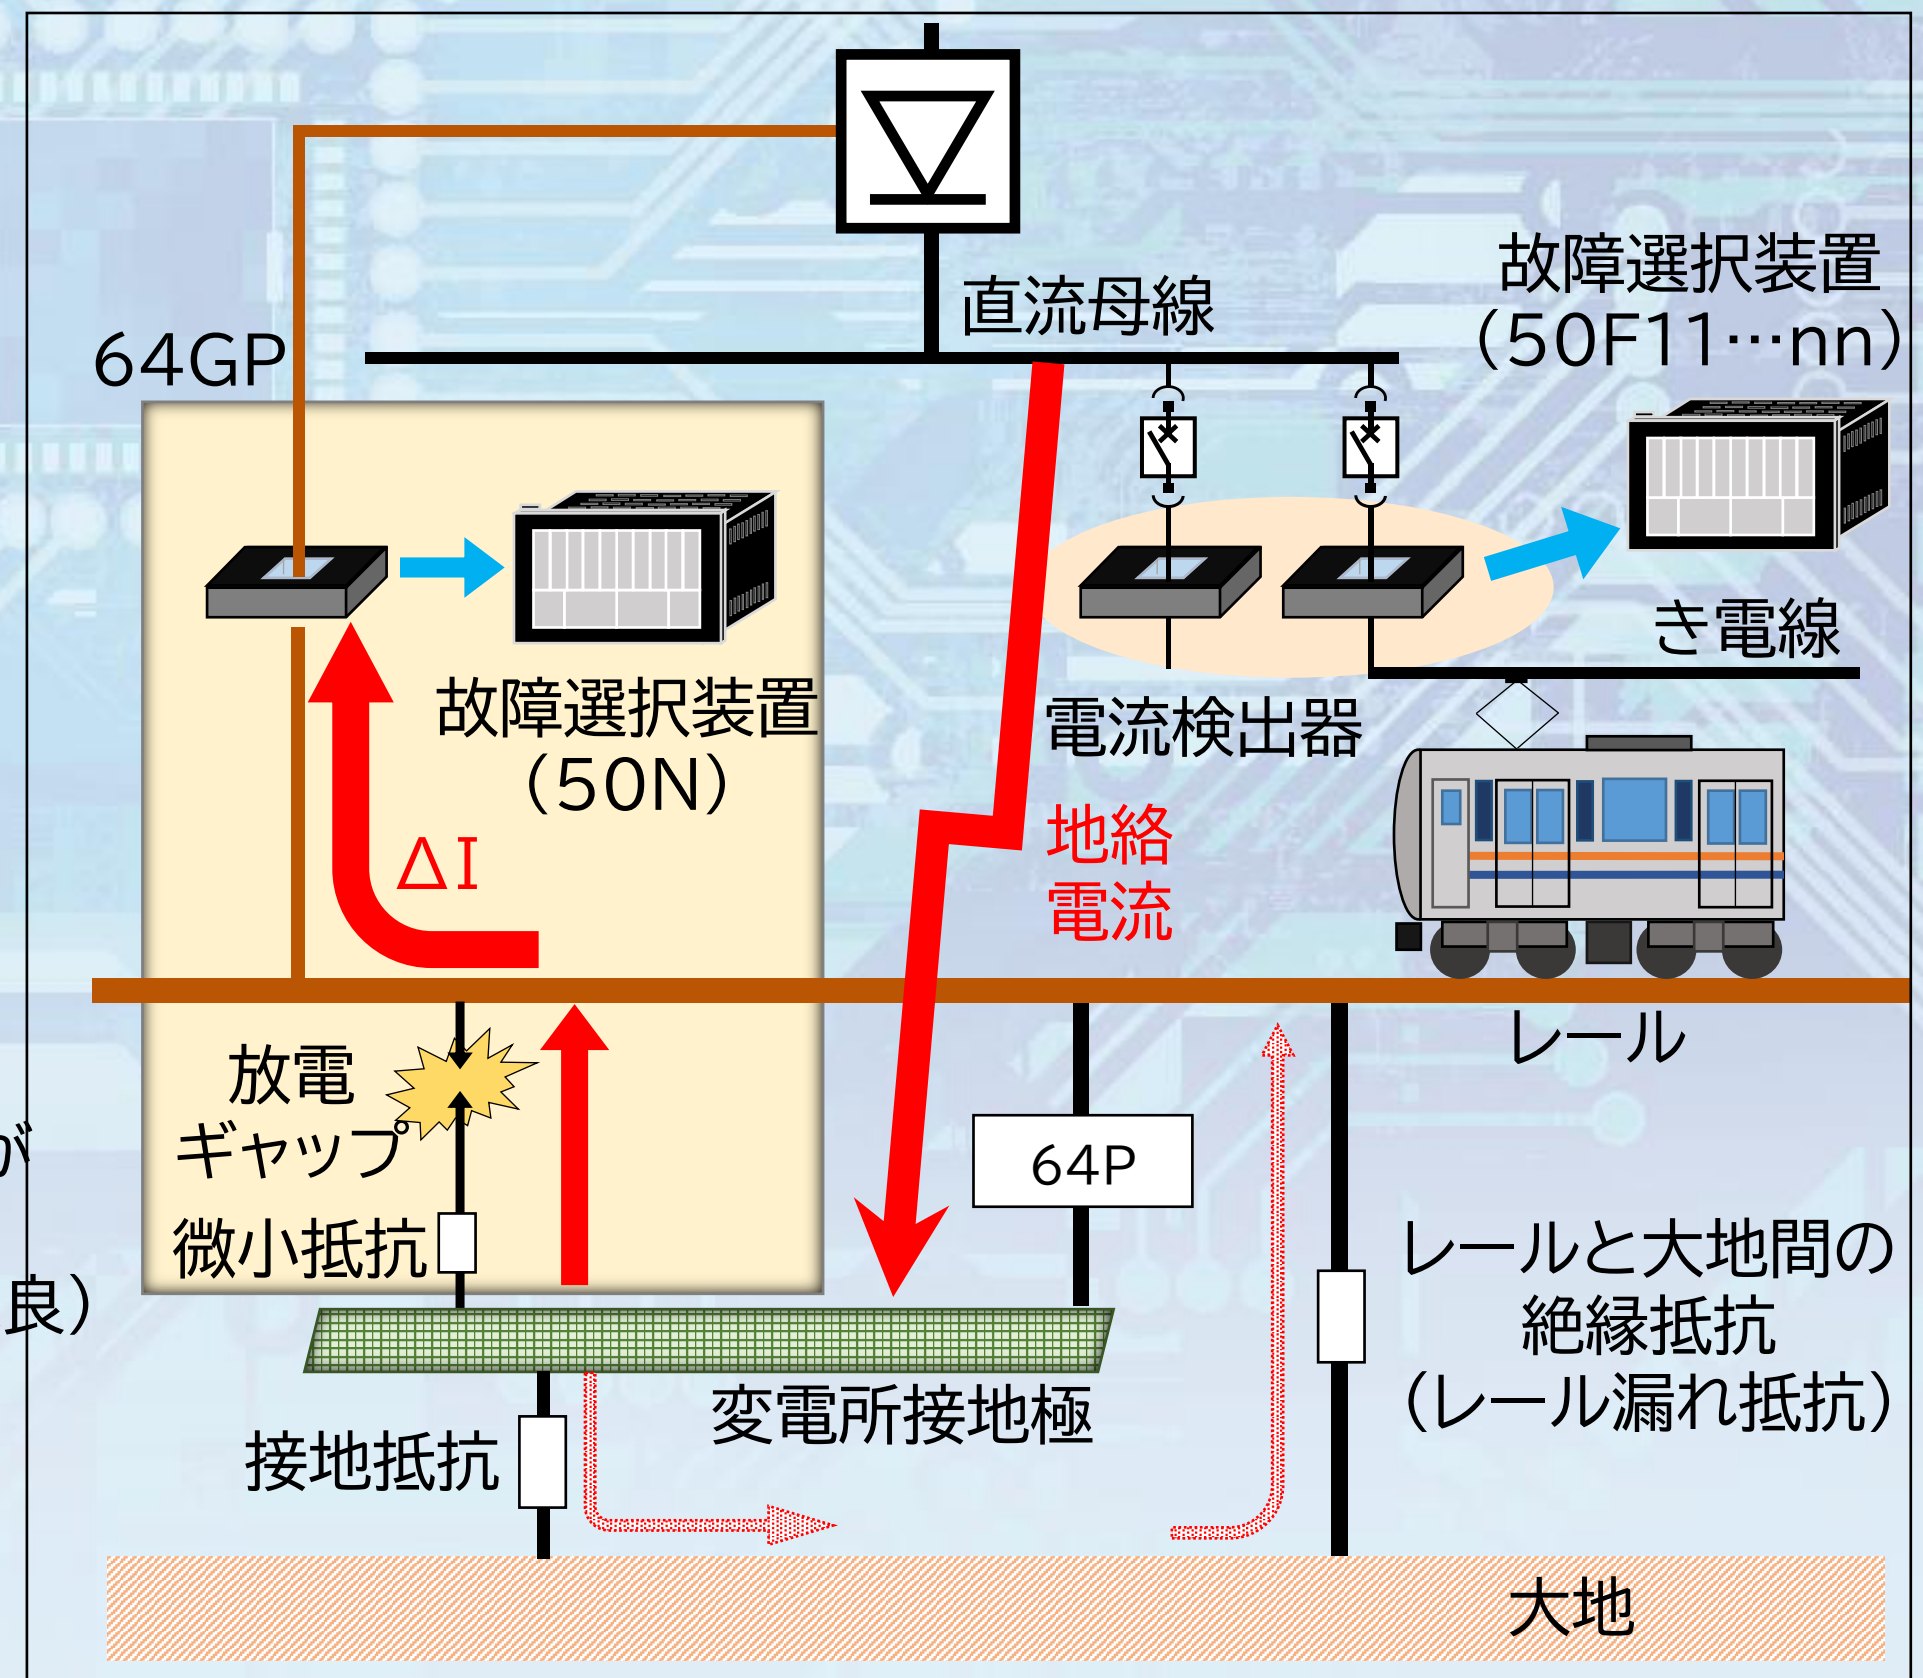 直流母線
故障選択装置
（50F11…nn）
64GP
き電線
故障選択装置
（50N）
電流検出器
地絡
電流
ΔI
レール
放電
ギャップ
が
64P
微小抵抗
良）
レールと大地間の
絶縁抵抗
（レール漏れ抵抗）
変電所接地極
接地抵抗
大地